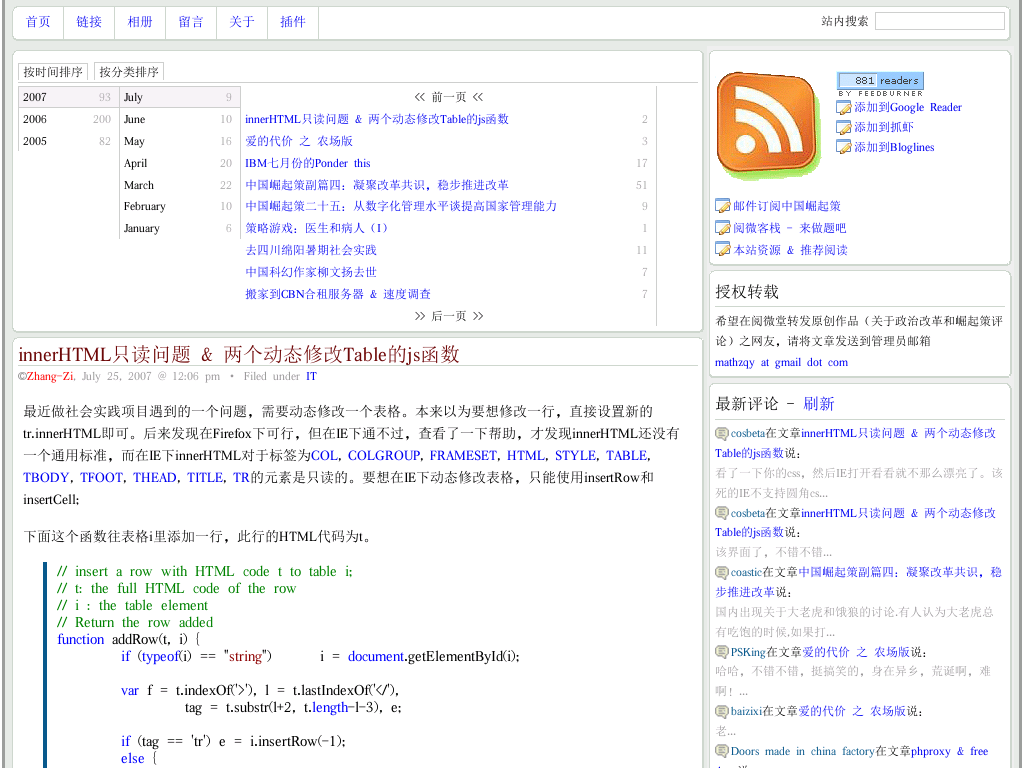 首页 链接 相册 留言 关于 插件 站内搜索
按时间排序 按分类排序
2007 93
2006 200
2005 82
July 9
June 10
May 16
April 20
March 22
February 10
January 6
<< 前一页 <<
innerHTML只读问题 & 两个动态修改Table的js函数 2
爱的代价 之 农场版 3
IBM七月份的Ponder this 17
中国崛起策副篇四：凝聚改革共识，稳步推进改革 51
中国崛起策二十五：从数字化管理水平谈提高国家管理能力 9
策略游戏：医生和病人（I） 1
去四川绵阳暑期社会实践 11
中国科幻作家柳文扬去世 7
搬家到CBN合租服务器 & 速度调查 7
>> 后一页 >>
innerHTML只读问题 & 两个动态修改Table的js函数
©Zhang-Zi. July 25, 2007 @ 12:06 pm • Filed under IT
最近做社会实践项目遇到的一个问题，需要动态修改一个表格。本来以为要想修改一行，直接设置新的
tr.innerHTML即可。后来发现在Firefox下可行，但在IE下通不过，查看了一下帮助，才发现innerHTML还没有
一个通用标准，而在IE下innerHTML对于标签为COL, COLGROUP, FRAMESET, HTML, STYLE, TABLE,
TBODY, TFOOT, THEAD, TITLE, TR的元素是只读的。要想在IE下动态修改表格，只能使用insertRow和
insertCell;
下面这个函数往表格i里添加一行，此行的HTML代码为t。
// insert a row with HTML code t to table i;
// t: the full HTML code of the row
// i : the table element
// Return the row added
function addRow(t, i) {
if (typeof(i) == "string") i = document.getElementById(i);
var f = t.indexOf('>'), l = t.lastIndexOf('</'),
tag = t.substr(l+2, t.length-l-3), e;
if (tag == 'tr') e = i.insertRow(-1);
else {
881 readers
BY FEEDBURNER
添加到Google Reader
添加到抓虾
添加到Bloglines
邮件订阅中国崛起策
阅微客栈 - 来做题吧
本站资源 & 推荐阅读
授权转载
希望在阅微堂转发原创作品（关于政治改革和崛起策评
论）之网友，请将文章发送到管理员邮箱
mathzqy at gmail dot com
最新评论 - 刷新
cosbeta在文章innerHTML只读问题 & 两个动态修改
Table的js函数说：
看了一下你的css，然后IE打开看看就不那么漂亮了。该
死的IE不支持圆角cs...
cosbeta在文章innerHTML只读问题 & 两个动态修改
Table的js函数说：
该界面了，不错不错...
coastic在文章中国崛起策副篇四：凝聚改革共识，稳
步推进改革说：
国内出现关于大老虎和饿狼的讨论.有人认为大老虎总
有吃饱的时候,如果打...
PSKing在文章爱的代价 之 农场版说：
哈哈，不错不错，挺搞笑的，身在异乡，荒诞啊，难
啊！...
baizixi在文章爱的代价 之 农场版说：
老...
Doors made in china factory在文章phproxy & free